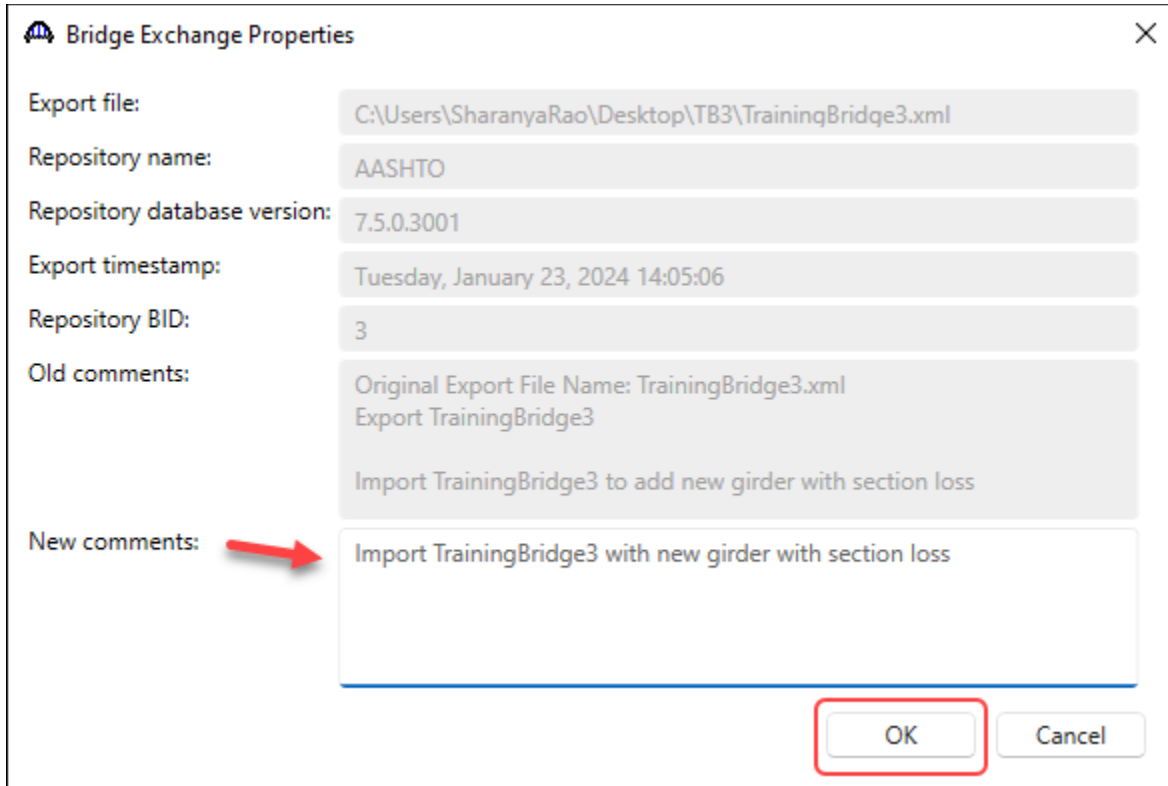 Bridge Exchange Properties
Export file:
C:\Users\SharanyaRao\Desktop\TB3\TrainingBridge3.xml
Repository name:
AASHTO
Repository database version:
7.5.0.3001
Export timestamp:
Tuesday, January 23, 2024 14:05:06
Repository BID:
3
Old comments:
Original Export File Name: TrainingBridge3.xml
Export TrainingBridge3
Import TrainingBridge3 to add new girder with section loss
New comments:
Import TrainingBridge3 with new girder with section loss
OK
Cancel